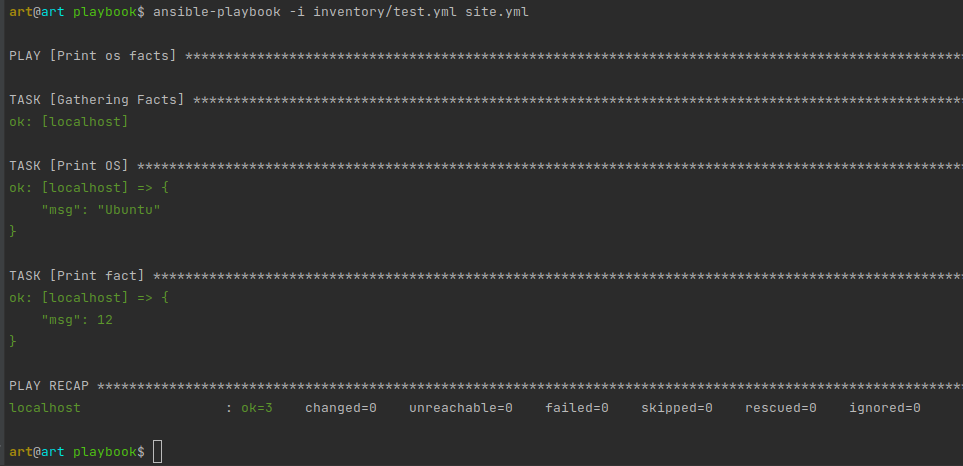 art@art playbook$ ansible-playbook -i inventory/test.yml site.yml
PLAY [Print os facts] *************************************************************************************************
TASK [Gathering Facts] ************************************************************************************************
ok: [localhost]
TASK [Print OS] *******************************************************************************************************
ok: [localhost] => {
    "msg": "Ubuntu"
}
TASK [Print fact] *****************************************************************************************************
ok: [localhost] => {
    "msg": 12
}
PLAY RECAP ************************************************************************************************************
localhost                  : ok=3    changed=0    unreachable=0    failed=0    skipped=0    rescued=0    ignored=0
art@art playbook$